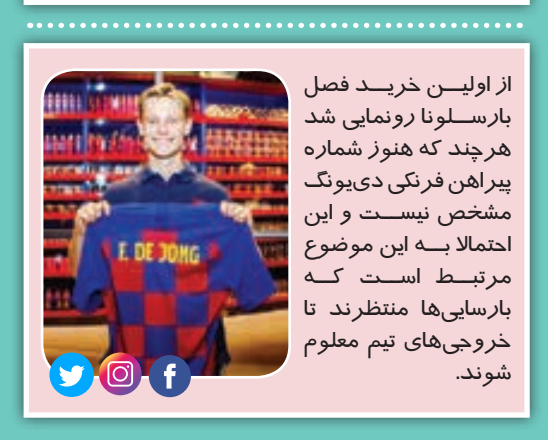 از اولین خرید فصل
بارسلونا رونمایی شد
هرچند که هنوز شماره
پیراهن فرنکی دی‌یونگ
مشخص نیست و این
احتمالا به این موضوع
مرتبط است که
بارسایی‌ها منتظرند تا
خروجی‌های تیم معلوم
شوند.
F. DE JONG